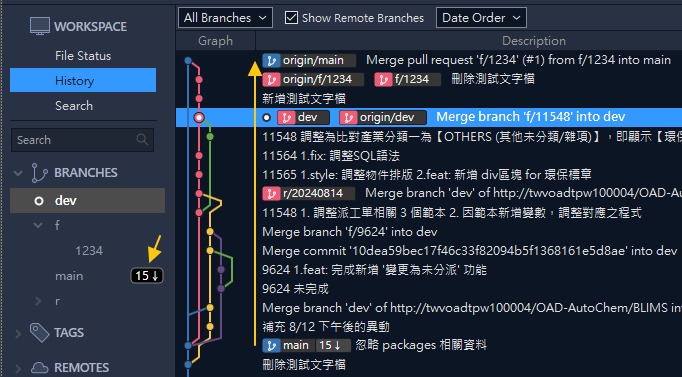 WORKSPACE
File Status
History
Search
Search
BRANCHES
dev
f
1234
main 15↓
r
TAGS
REMOTES
All Branches Show Remote Branches Date Order
Graph Description
origin/main Merge pull request 'f/1234' (#1) from f/1234 into main
origin/f/1234 f/1234 刪除測試文字檔
新增測試文字檔
dev origin/dev Merge branch 'f/11548' into dev
11548 調整為比對產業分類一為【OTHERS (其他未分類/雜項)】, 即顯示【環
11564 1.fix: 調整SQL語法
11565 1.style: 調整物件排版 2.feat: 新增 div區塊 for 環保標章
r/20240814 Merge branch 'dev' of http://twvoadtpw100004/OAD-Au
11548 1. 調整派工單相關 3 個範本 2. 因範本新增變數，調整對應之程式
Merge branch 'f/9624' into dev
Merge commit '10dea59bec17f46c33f82094b5f1368161e5d8ae' into dev
9624 1.feat: 完成新增 '變更為未分派' 功能
9624 未完成
Merge branch 'dev' of http://twvoadtpw100004/OAD-AutoChem/BLIMS in
補充 8/12 下午後的異動
main 15↓ 忽略 packages 相關資料
刪除測試文字檔